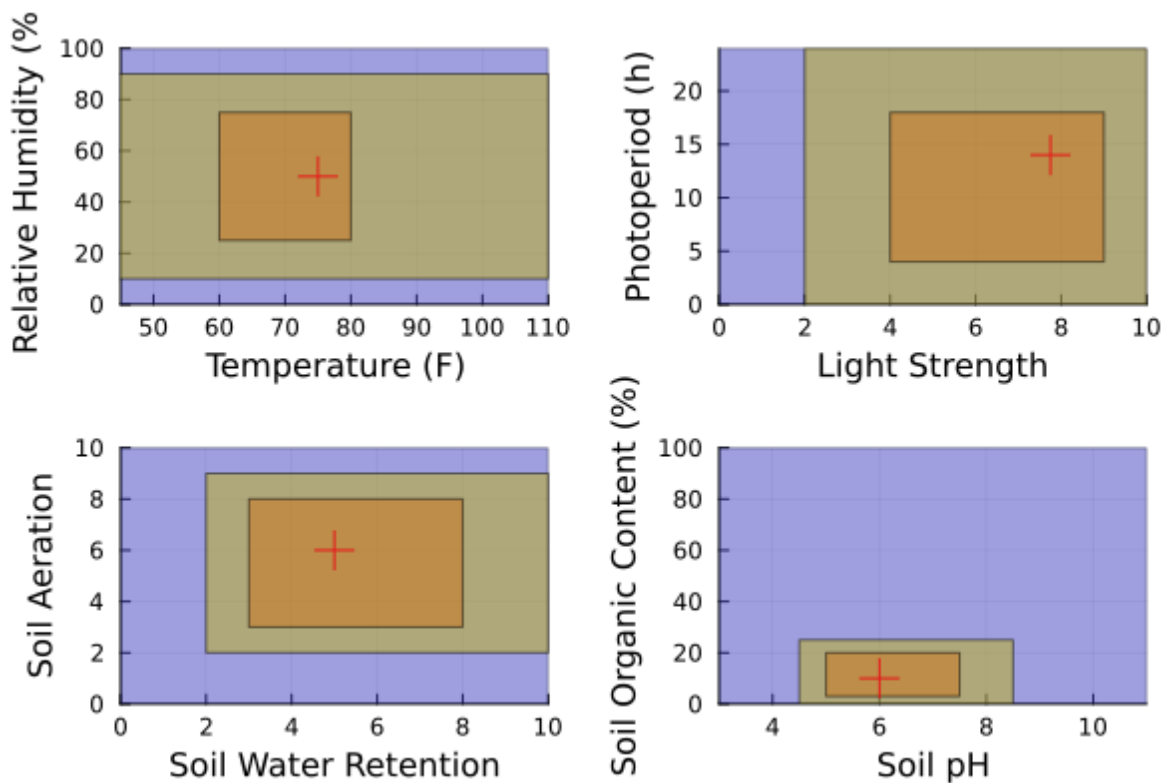 Relative Humidity (%
100
80
60
40
20
0
50 60 70 80 90 100 110
Temperature (F)
Photoperiod (h)
20
15
10
5
0
0 2 4 6 8 10
Light Strength
Soil Aeration
10
8
6
4
2
0
0 2 4 6 8 10
Soil Water Retention
Soil Organic Content (%)
100
80
60
40
20
0
4 6 8 10
Soil pH